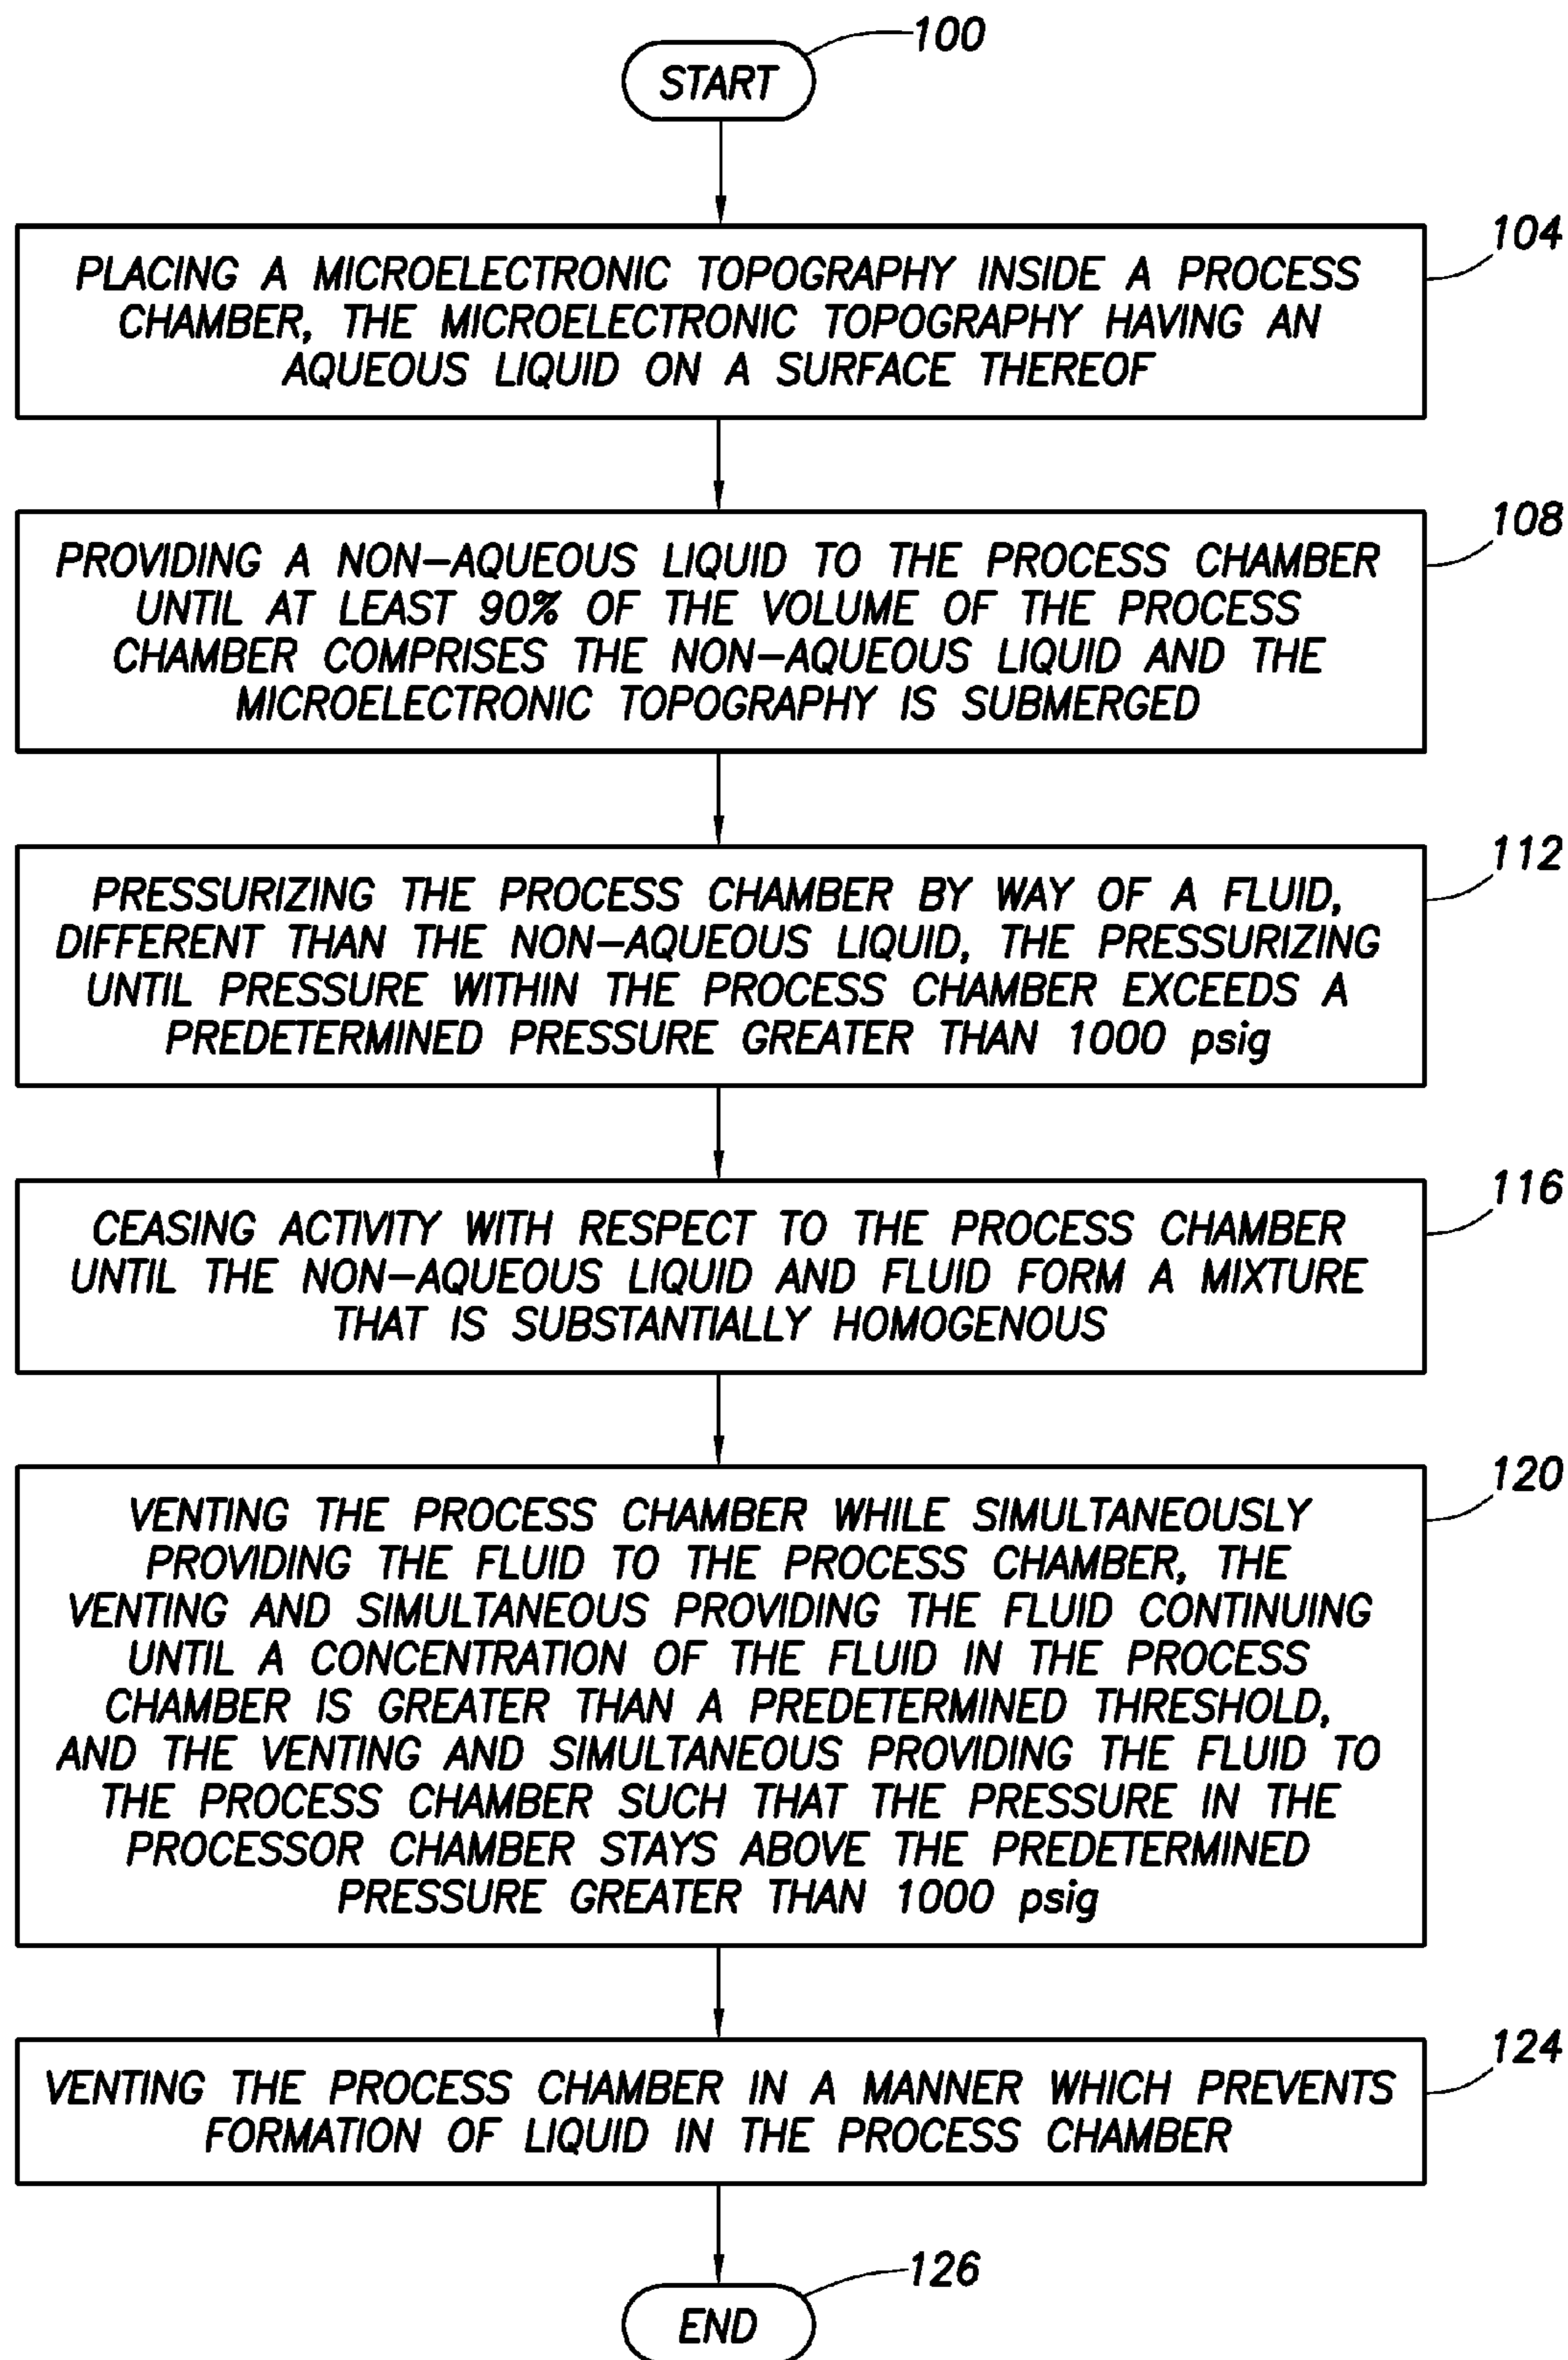 100
START
104
PLACING A MICROELECTRONIC TOPOGRAPHY INSIDE A PROCESS
CHAMBER, THE MICROELECTRONIC TOPOGRAPHY HAVING AN
AQUEOUS LIQUID ON A SURFACE THEREOF
108
PROVIDING A NON-AQUEOUS LIQUID TO THE PROCESS CHAMBER
UNTIL AT LEAST 90% OF THE VOLUME OF THE PROCESS
CHAMBER COMPRISES THE NON-AQUEOUS LIQUID AND THE
MICROELECTRONIC TOPOGRAPHY IS SUBMERGED
112
PRESSURIZING THE PROCESS CHAMBER BY WAY OF A FLUID,
DIFFERENT THAN THE NON-AQUEOUS LIQUID, THE PRESSURIZING
UNTIL PRESSURE WITHIN THE PROCESS CHAMBER EXCEEDS A
PREDETERMINED PRESSURE GREATER THAN 1000 psig
116
CEASING ACTIVITY WITH RESPECT TO THE PROCESS CHAMBER
UNTIL THE NON-AQUEOUS LIQUID AND FLUID FORM A MIXTURE
THAT IS SUBSTANTIALLY HOMOGENOUS
120
VENTING THE PROCESS CHAMBER WHILE SIMULTANEOUSLY
PROVIDING THE FLUID TO THE PROCESS CHAMBER, THE
VENTING AND SIMULTANEOUS PROVIDING THE FLUID CONTINUING
UNTIL A CONCENTRATION OF THE FLUID IN THE PROCESS
CHAMBER IS GREATER THAN A PREDETERMINED THRESHOLD,
AND THE VENTING AND SIMULTANEOUS PROVIDING THE FLUID TO
THE PROCESS CHAMBER SUCH THAT THE PRESSURE IN THE
PROCESSOR CHAMBER STAYS ABOVE THE PREDETERMINED
PRESSURE GREATER THAN 1000 psig
124
VENTING THE PROCESS CHAMBER IN A MANNER WHICH PREVENTS
FORMATION OF LIQUID IN THE PROCESS CHAMBER
126
END